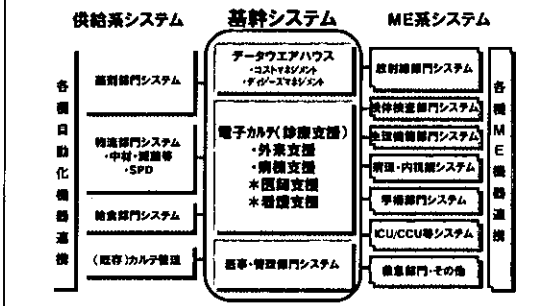 供給系システム
基幹システム
ME系システム
各種自動化機器連携
薬剤部門システム
物流部門システム
・中材・滅菌等
・SPD
給食部門システム
(既存)カルテ管理
データウエアハウス
・コストマネジメント
・ディジーズマネジメント
電子カルテ(診療支援)
・外来支援
・病棟支援
*医師支援
*看護支援
医事・管理部門システム
放射線部門システム
検体検査部門システム
生理機能部門システム
病理・内視鏡システム
手術部門システム
ICU/CCU等システム
救急部門・その他
各種ME機器連携